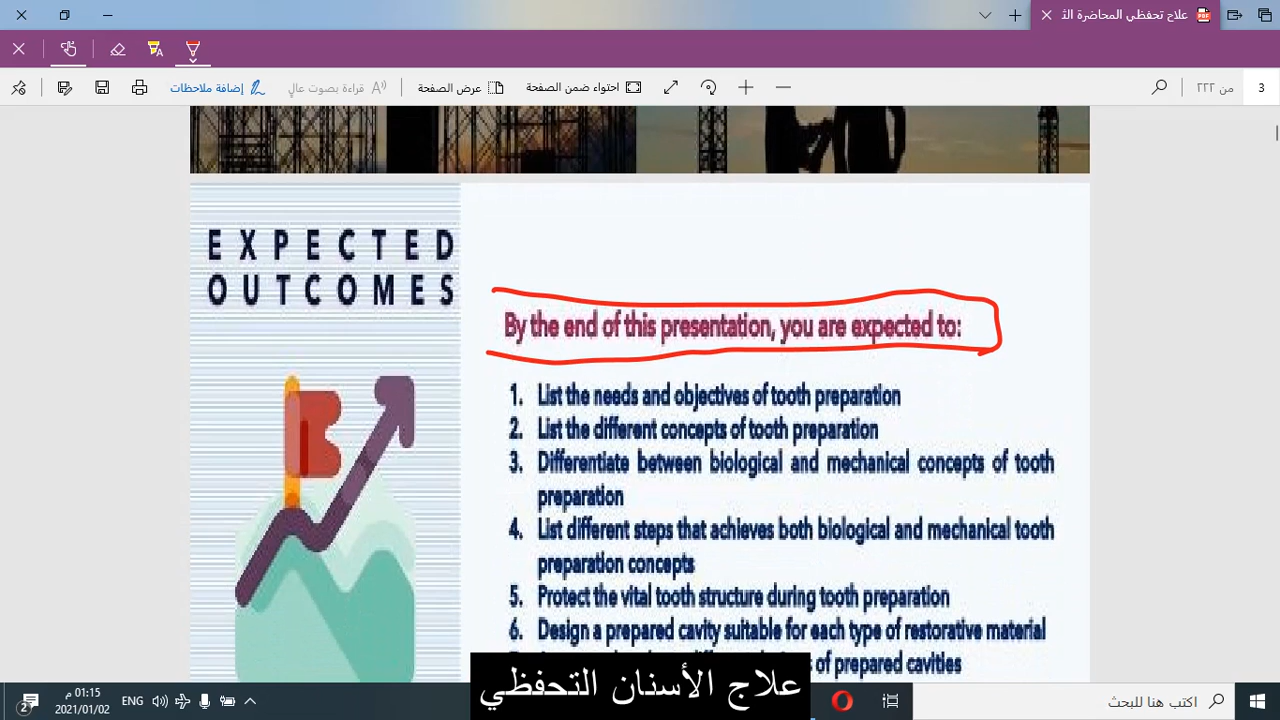 علاج تحفظي المحاضرة الث
إضافة ملاحظات
قراءة بصوت عالٍ
عرض الصفحة
احتواء ضمن الصفحة
من ٢٢٢
3
EXPECTED
OUTCOMES
By the end of this presentation, you are expected to:
1. List the needs and objectives of tooth preparation
2. List the different concepts of tooth preparation
3. Differentiate between biological and mechanical concepts of tooth
preparation
4. List different steps that achieves both biological and mechanical tooth
preparation concepts
5. Protect the vital tooth structure during tooth preparation
6. Design a prepared cavity suitable for each type of restorative material
of prepared cavities
علاج الأسنان التحفظي
01:15 م
2021/01/02
ENG
2
اكتب هنا للبحث